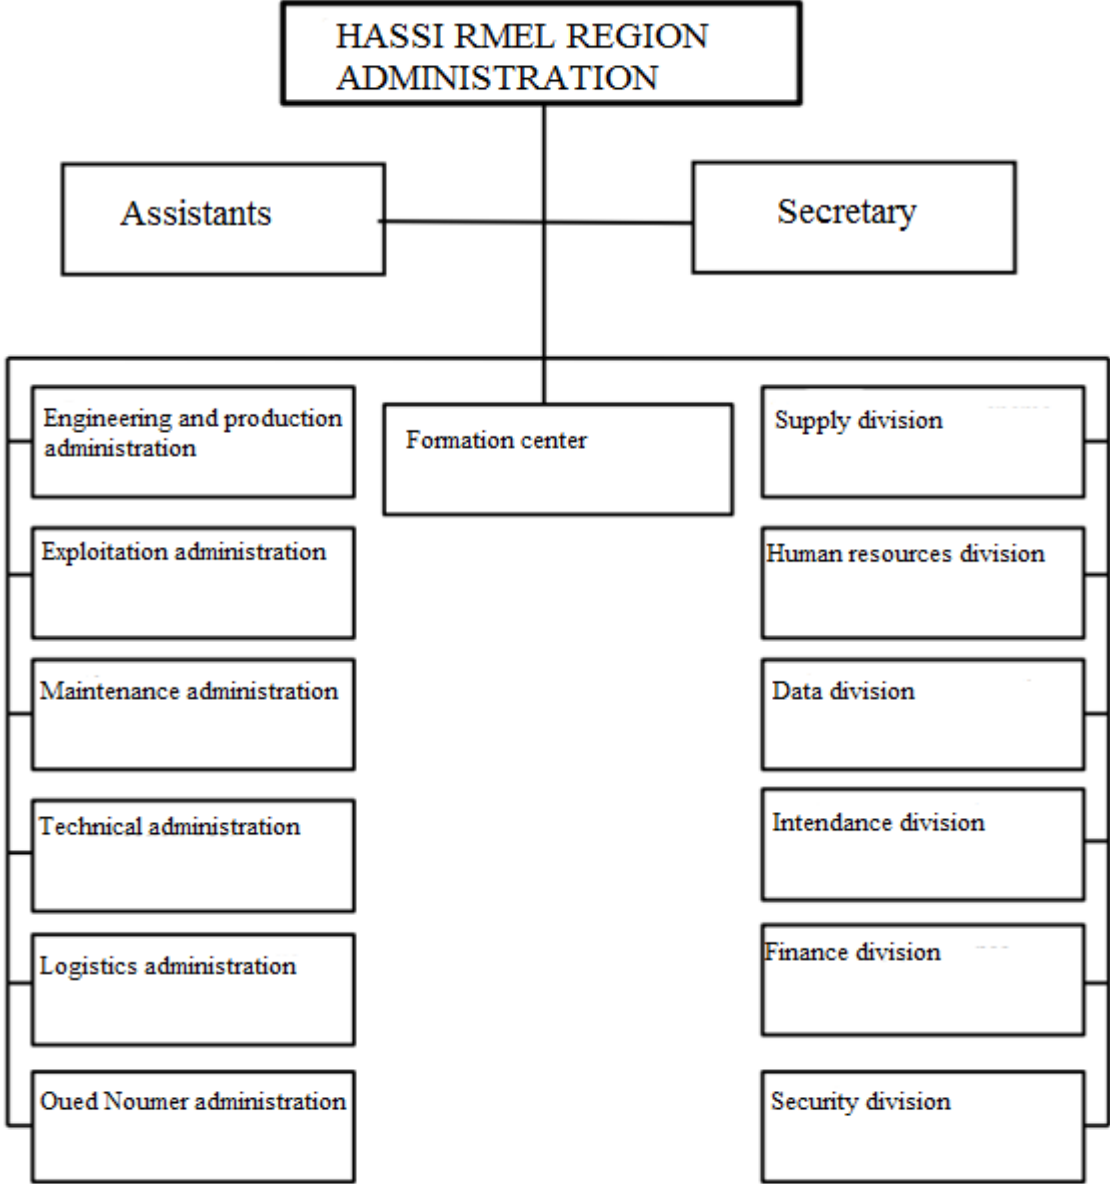 HASSI RMEL REGION
ADMINISTRATION
Assistants
Secretary
Engineering and production
administration
Formation center
Supply division
Exploitation administration
Human resources division
Maintenance administration
Data division
Technical administration
Intendance division
Logistics administration
Finance division
Oued Noumer administration
Security division